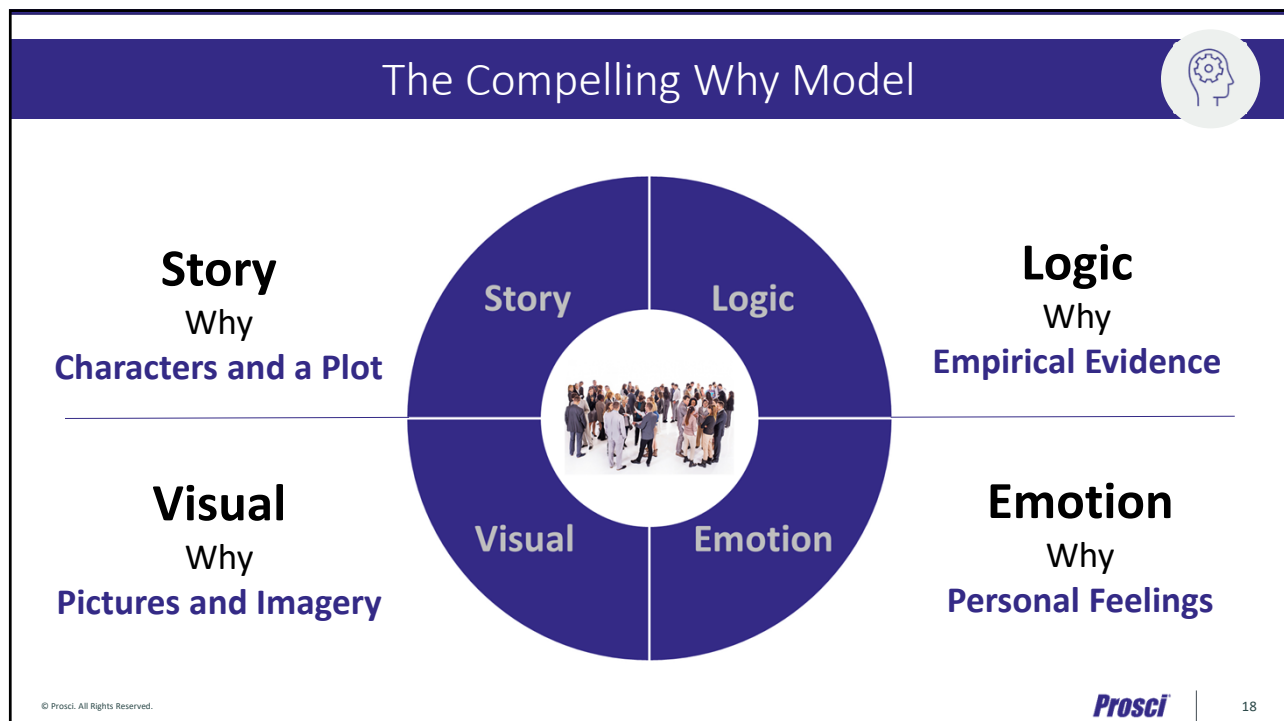 The Compelling Why Model
Story
Why
Characters and a Plot
Visual
Why
Pictures and Imagery
Story
Logic
Visual
Emotion
Logic
Why
Empirical Evidence
Emotion
Why
Personal Feelings
© Prosci. All Rights Reserved.
Prosci
18